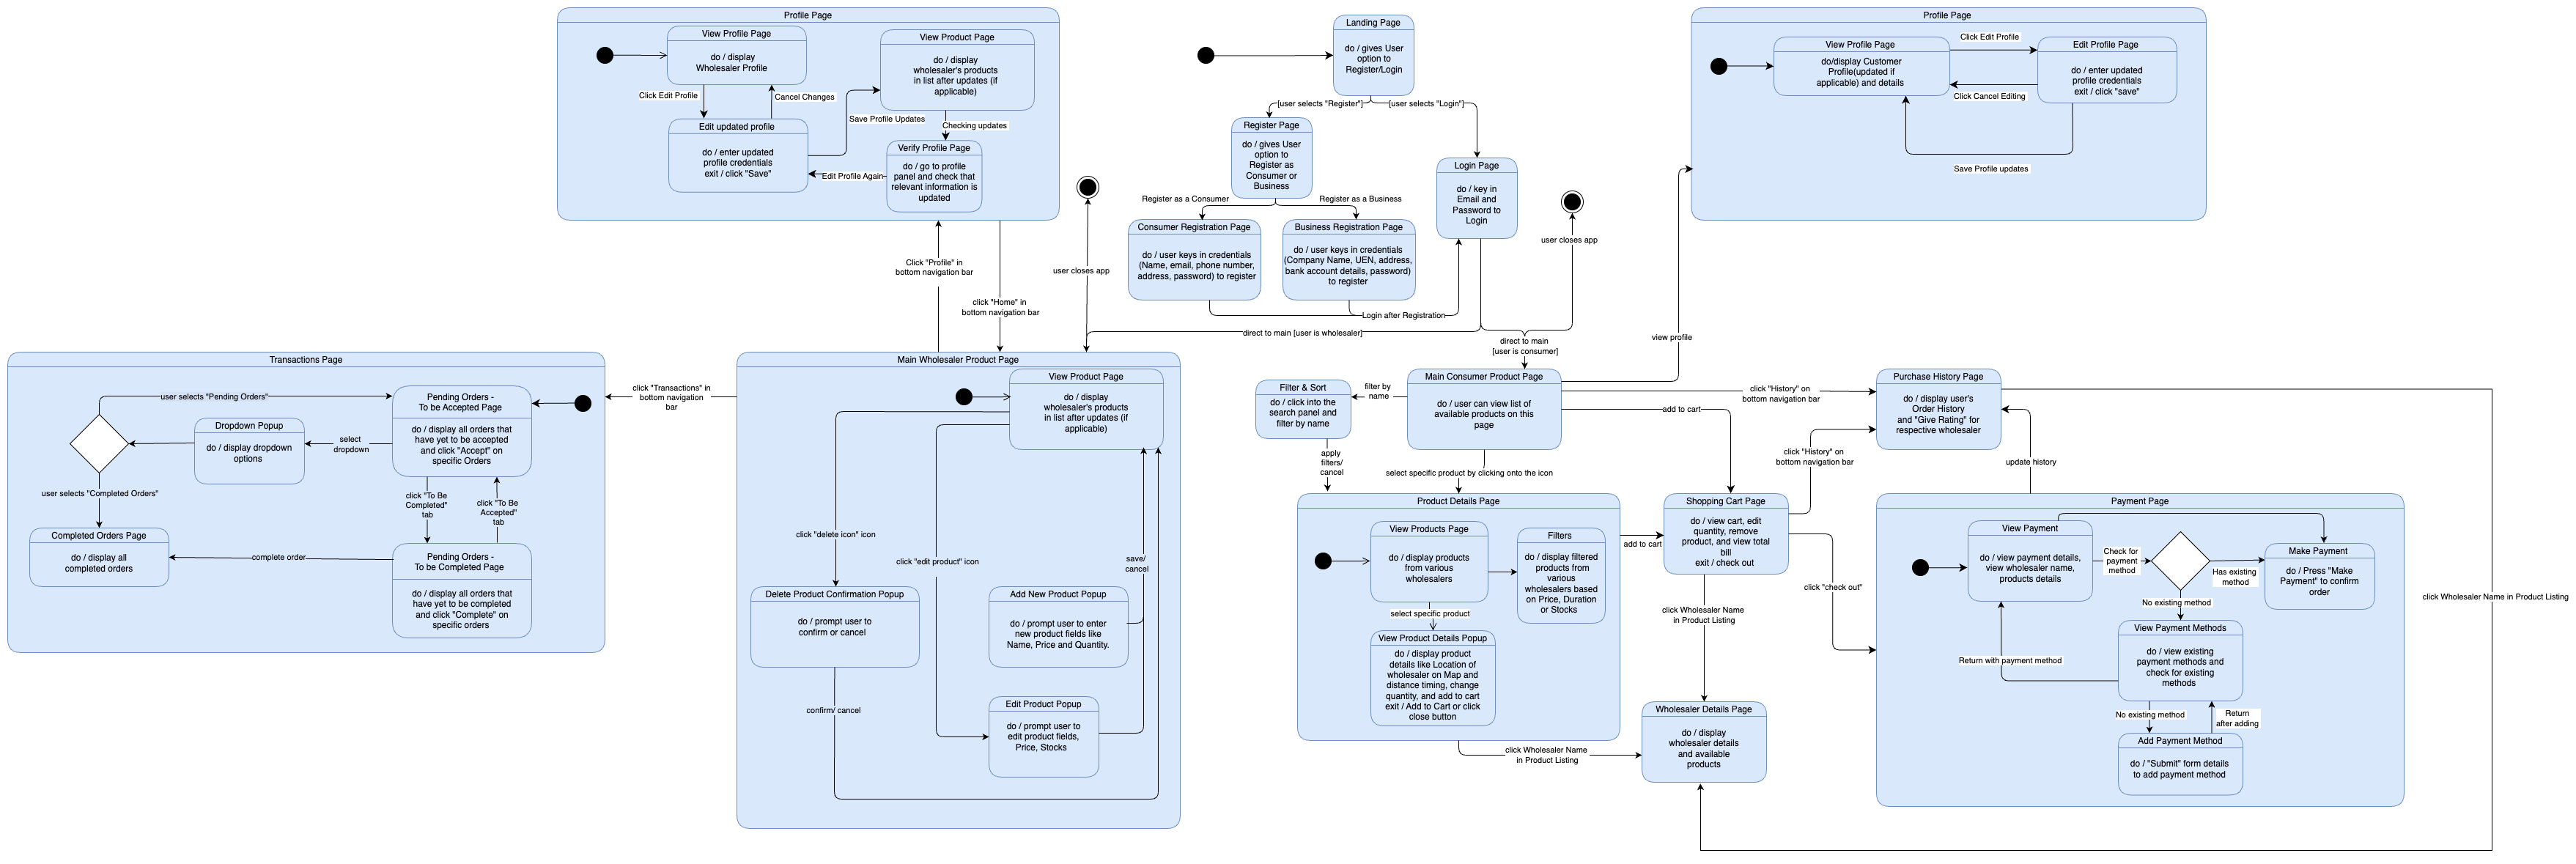 Profile Page
View Profile Page
do / display
Wholesaler Profile
Click Edit Profile
Cancel Changes
Edit updated profile
do / enter updated
profile credentials
exit / click "Save"
Save Profile Updates
View Product Page
do / display
wholesaler's products
in list after updates (if
applicable)
Checking updates
Verify Profile Page
do / go to profile
panel and check that
relevant information is
updated
Edit Profile Again
Landing Page
do / gives User
option to
Register/Login
[user selects "Register"]
[user selects "Login"]
Register Page
do / gives User
option to
Register as
Consumer or
Business
Login Page
do / key in
Email and
Password to
Login
Register as a Consumer
Register as a Business
Consumer Registration Page
do / user keys in credentials
(Name, email, phone number,
address, password) to register
Business Registration Page
do / user keys in credentials
(Company Name, UEN, address,
bank account details, password)
to register
Login after Registration
user closes app
user closes app
direct to main [user is wholesaler]
direct to main
[user is consumer]
Profile Page
View Profile Page
do/display Customer
Profile(updated if
applicable) and details
Click Edit Profile
Click Cancel Editing
Edit Profile Page
do / enter updated
profile credentials
exit / click "save"
Save Profile updates
view profile
Click "Profile" in
bottom navigation bar
click "Home" in
bottom navigation bar
Transactions Page
user selects "Pending Orders"
Pending Orders -
To be Accepted Page
do / display all orders that
have yet to be accepted
and click "Accept" on
specific Orders
Dropdown Popup
do / display dropdown
options
select
dropdown
user selects "Completed Orders"
click "To Be
Completed"
tab
click "To Be
Accepted"
tab
Completed Orders Page
do / display all
completed orders
complete order
Pending Orders -
To be Completed Page
do / display all orders that
have yet to be completed
and click "Complete" on
specific orders
click "Transactions" in
bottom navigation
bar
Main Wholesaler Product Page
View Product Page
do / display
wholesaler's products
in list after updates (if
applicable)
click "delete icon" icon
click "edit product" icon
save/
cancel
Delete Product Confirmation Popup
do / prompt user to
confirm or cancel
Add New Product Popup
do / prompt user to enter
new product fields like
Name, Price and Quantity.
confirm/ cancel
Edit Product Popup
do / prompt user to
edit product fields,
Price, Stocks
Filter & Sort
do / click into the
search panel and
filter by name
filter by
name
Main Consumer Product Page
do / user can view list of
available products on this
page
apply
filters/
cancel
select specific product by clicking onto the icon
click "History" on
bottom navigation bar
add to cart
Purchase History Page
do / display user's
Order History
and "Give Rating" for
respective wholesaler
click "History" on
bottom navigation bar
update history
Product Details Page
View Products Page
do / display products
from various
wholesalers
Filters
do / display filtered
products from
various
wholesalers based
on Price, Duration
or Stocks
select specific product
View Product Details Popup
do / display product
details like Location of
wholesaler on Map and
distance timing, change
quantity, and add to cart
exit / Add to Cart or click
close button
add to cart
Shopping Cart Page
do / view cart, edit
quantity, remove
product, and view total
bill
exit / check out
click "check out"
click Wholesaler Name
in Product Listing
click Wholesaler Name
in Product Listing
Wholesaler Details Page
do / display
wholesaler details
and available
products
Payment Page
View Payment
do / view payment details,
view wholesaler name,
products details
Check for
payment
method
Has existing
method
Make Payment
do / Press "Make
Payment" to confirm
order
No existing method
View Payment Methods
do / view existing
payment methods and
check for existing
methods
Return with payment method
No existing method
Return
after adding
Add Payment Method
do / "Submit" form details
to add payment method
click Wholesaler Name in Product Listing